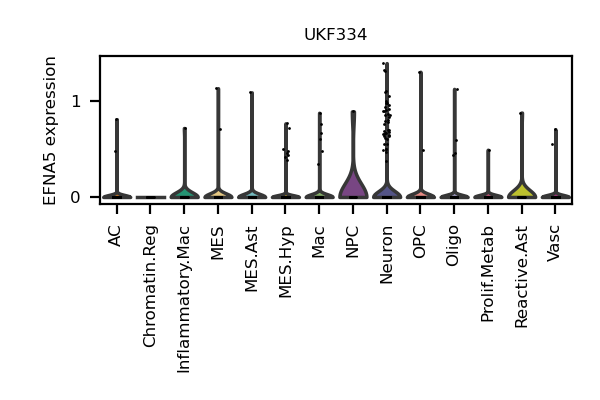 UKF334
EFNA5 expression
1
0
AC
Chromatin.Reg
Inflammatory.Mac
MES
MES.Ast
MES.Hyp
Mac
NPC
Neuron
OPC
Oligo
Prolif.Metab
Reactive.Ast
Vasc